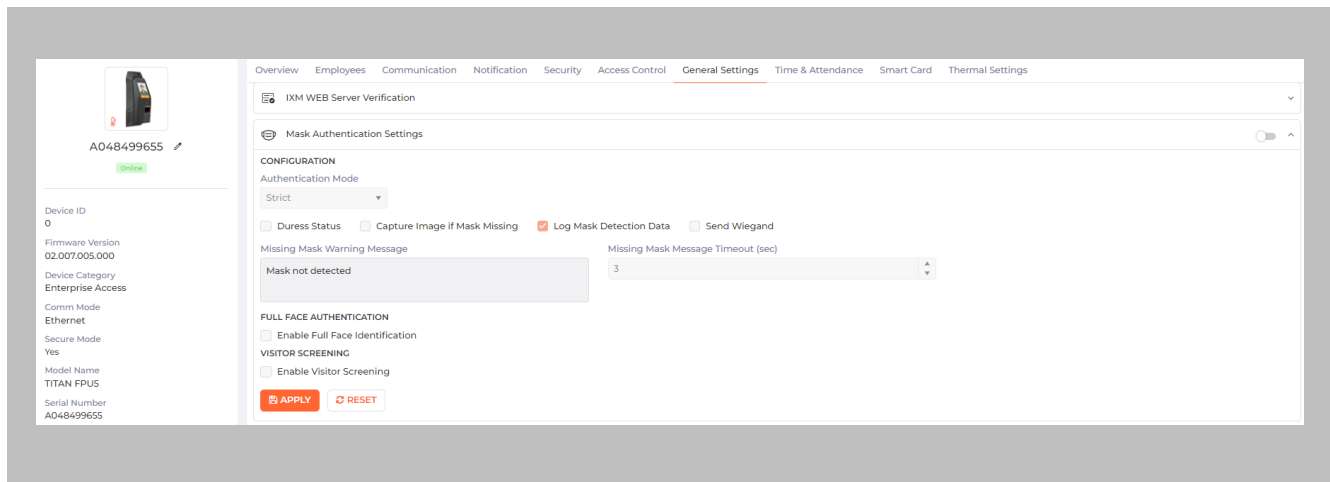 Overview Employees Communication Notification Security Access Control General Settings Time & Attendance Smart Card Thermal Settings
IXM WEB Server Verification
Mask Authentication Settings
A048499655
Online
Device ID
0
Firmware Version
02.007.005.000
Device Category
Enterprise Access
Comm Mode
Ethernet
Secure Mode
Yes
Model Name
TITAN FPU5
Serial Number
A048499655
CONFIGURATION
Authentication Mode
Strict
Duress Status Capture Image if Mask Missing Log Mask Detection Data Send Wiegand
Missing Mask Warning Message Missing Mask Message Timeout (sec)
Mask not detected 3
FULL FACE AUTHENTICATION
Enable Full Face Identification
VISITOR SCREENING
Enable Visitor Screening
APPLY RESET